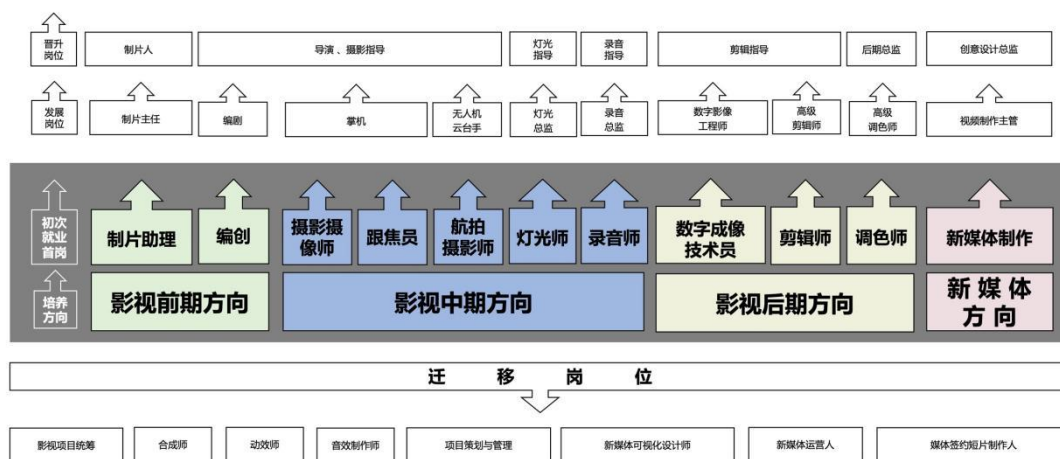 晋升
岗位
制片人
导演、摄影指导
灯光
指导
录音
指导
剪辑指导
后期总监
创意设计总监
发展
岗位
制片主任
编剧
掌机
无人机
云台手
灯光
总监
录音
总监
数字影像
工程师
高级
剪辑师
高级
调色师
视频制作主管
初次
就业
首岗
制片助理
编创
摄影摄
像师
跟焦员
航拍
摄影师
灯光师
录音师
数字成像
技术员
剪辑师
调色师
新媒体制作
培养
方向
影视前期方向
影视中期方向
影视后期方向
新媒体
方向
迁移岗位
影视项目统筹
合成师
动效师
音效制作师
项目策划与管理
新媒体可视化设计师
新媒体运营人
媒体签约短片制作人